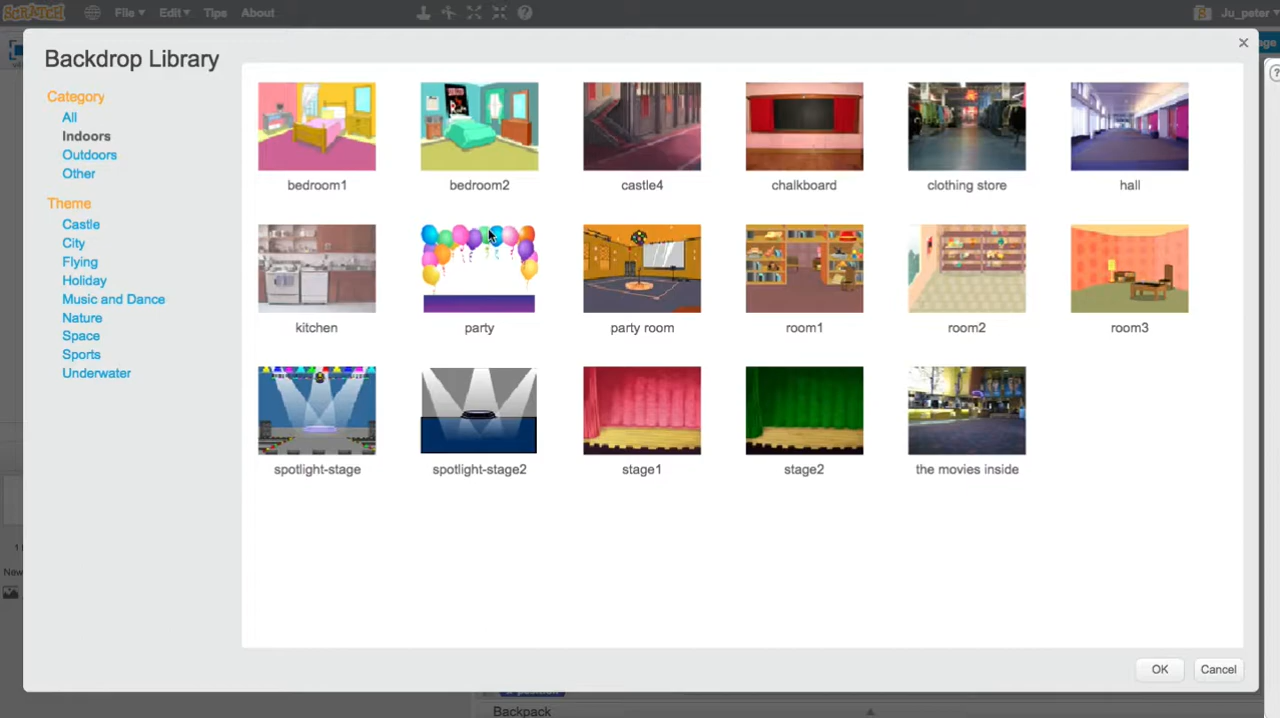 SCRATCH File Edit Tips About Ju_peter
Backdrop Library
Category
All
Indoors
Outdoors
Other
Theme
Castle
City
Flying
Holiday
Music and Dance
Nature
Space
Sports
Underwater
bedroom1 bedroom2 castle4 chalkboard clothing store hall
kitchen party party room room1 room2 room3
spotlight-stage spotlight-stage2 stage1 stage2 the movies inside
OK Cancel
Backpack